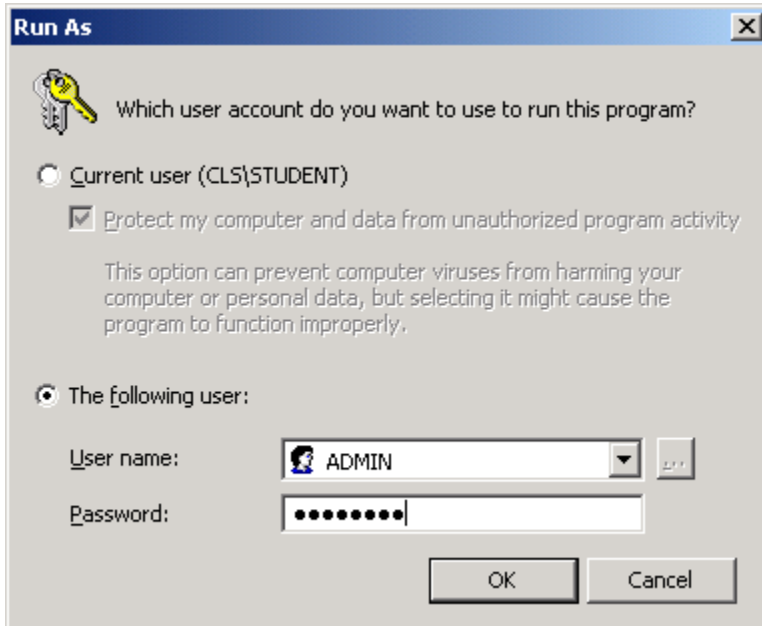 Run As
Which user account do you want to use to run this program?
Current user (CLS\STUDENT)
Protect my computer and data from unauthorized program activity
This option can prevent computer viruses from harming your
computer or personal data, but selecting it might cause the
program to function improperly.
The following user:
User name: ADMIN ...
Password: ••••••••
OK Cancel